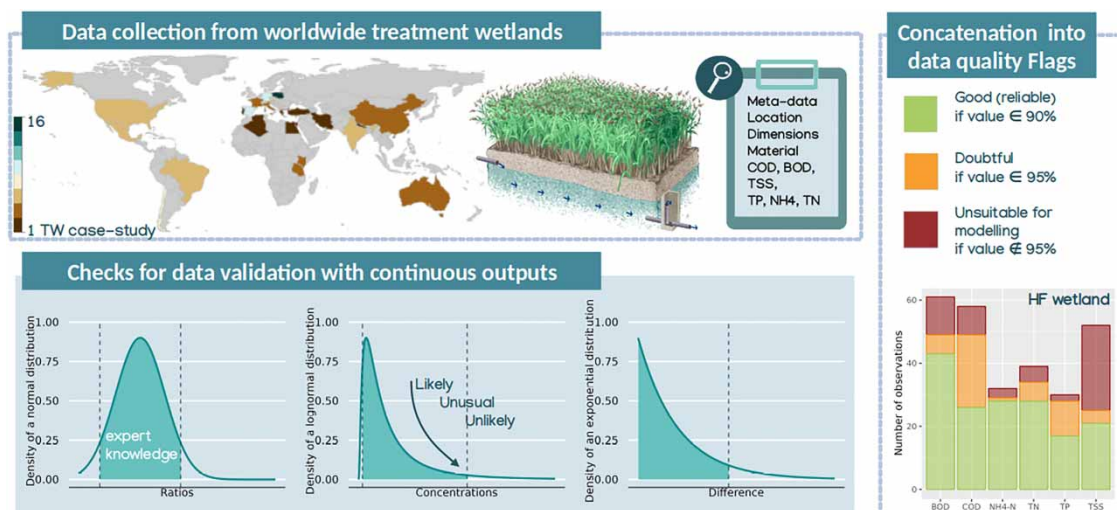 Data collection from worldwide treatment wetlands
16
1 TW case-study
Meta-data
Location
Dimensions
Material
COD, BOD,
TSS,
TP, NH4, TN
Concatenation into
data quality Flags
Good (reliable)
if value ∈ 90%
Doubtful
if value ∈ 95%
Unsuitable for
modelling
if value ∉ 95%
Checks for data validation with continuous outputs
Density of a normal distribution
1.00
0.75
0.50
0.25
0.00
expert
knowledge
Ratios
Density of a lognormal distribution
1.00
0.75
0.50
0.25
0.00
Likely
Unusual
Unlikely
Concentrations
Density of an exponential distribution
1.00
0.75
0.50
0.25
0.00
Difference
HF wetland
Number of observations
60
40
20
0
BOD COD NH4-N TN TP TSS